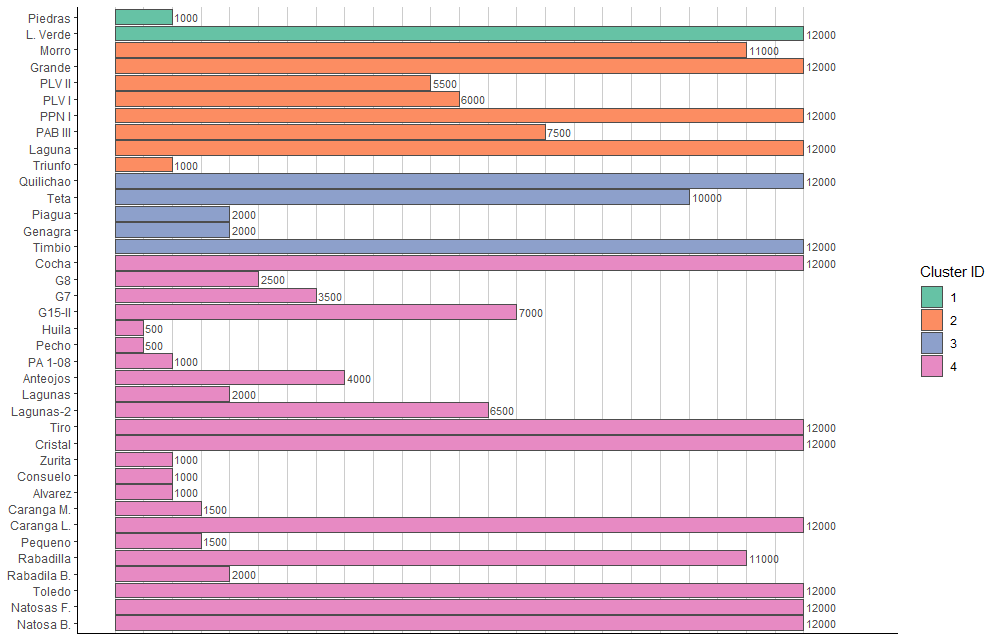 Piedras 1000
L. Verde 12000
Morro 11000
Grande 12000
PLV II 5500
PLV I 6000
PPN I 12000
PAB III 7500
Laguna 12000
Triunfo 1000
Quilichao 12000
Teta 10000
Piagua 2000
Genagra 2000
Timbio 12000
Cocha 12000
G8 2500
G7 3500
G15-II 7000
Huila 500
Pecho 500
PA 1-08 1000
Anteojos 4000
Lagunas 2000
Lagunas-2 6500
Tiro 12000
Cristal 12000
Zurita 1000
Consuelo 1000
Alvarez 1000
Caranga M. 1500
Caranga L. 12000
Pequeno 1500
Rabadilla 11000
Rabadila B. 2000
Toledo 12000
Natosas F. 12000
Natosa B. 12000
Cluster ID
1
2
3
4